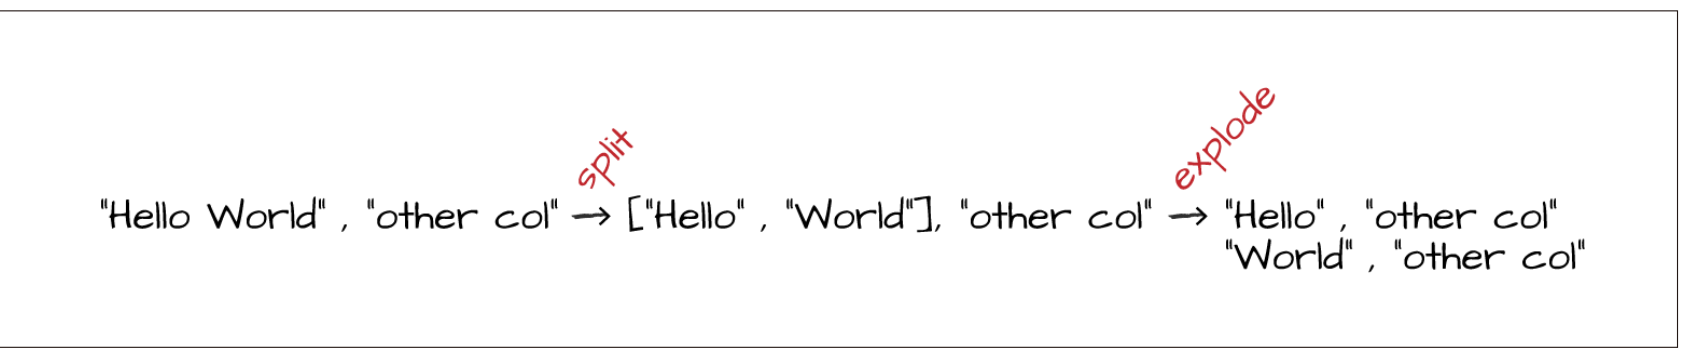 split
explode
"Hello World" , "other col" → ["Hello" , "World"], "other col" → "Hello" , "other col"
"World" , "other col"